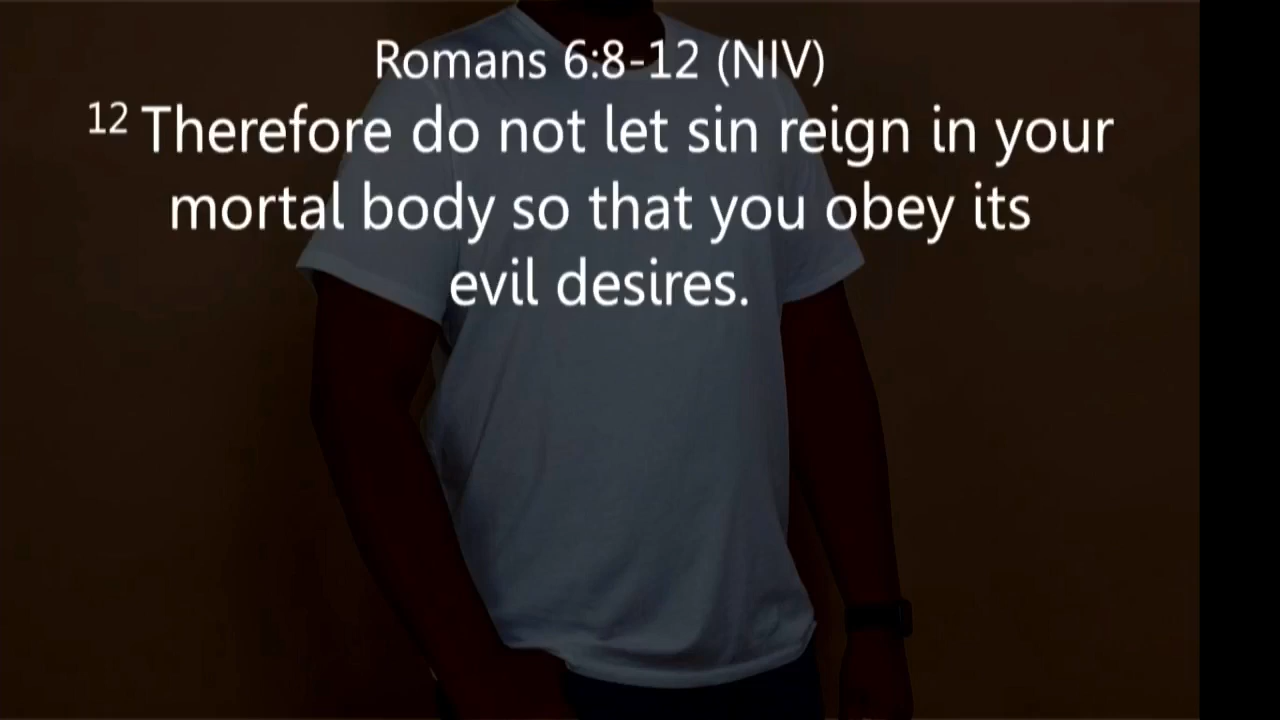 Romans 6:8-12 (NIV)
12 Therefore do not let sin reign in your
mortal body so that you obey its
evil desires.